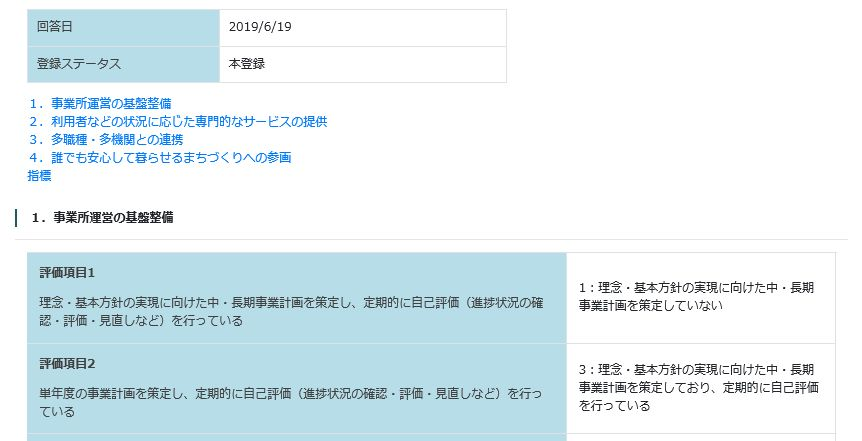 回答日
2019/6/19
登録ステータス
本登録
1．事業所運営の基盤整備
2．利用者などの状況に応じた専門的なサービスの提供
3．多職種・多機関との連携
4．誰でも安心して暮らせるまちづくりへの参画
指標
1．事業所運営の基盤整備
評価項目1
理念・基本方針の実現に向けた中・長期事業計画を策定し、定期的に自己評価（進捗状況の確
認・評価・見直しなど）を行っている
1：理念・基本方針の実現に向けた中・長期
事業計画を策定していない
評価項目2
単年度の事業計画を策定し、定期的に自己評価（進捗状況の確認・評価・見直しなど）を行っ
ている
3：理念・基本方針の実現に向けた中・長期
事業計画を策定しており、定期的に自己評価
を行っている